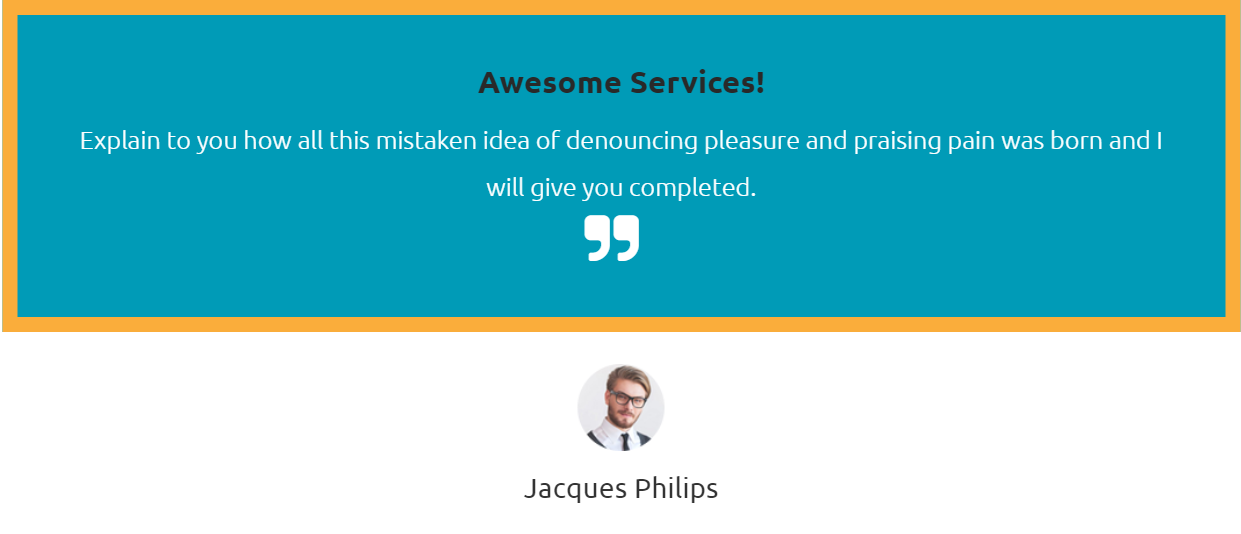 Awesome Services!
Explain to you how all this mistaken idea of denouncing pleasure and praising pain was born and I
will give you completed.
”
Jacques Philips